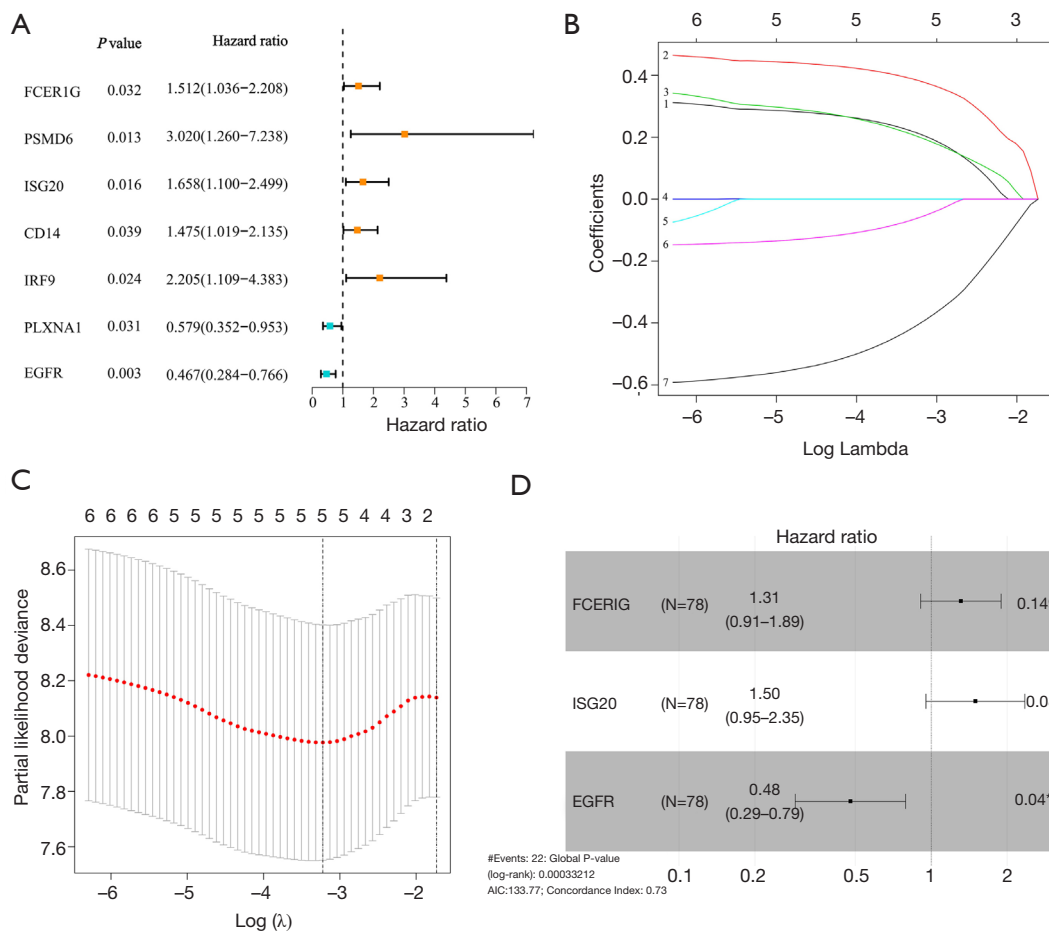 A
P value Hazard ratio
FCER1G 0.032 1.512(1.036−2.208)
PSMD6 0.013 3.020(1.260−7.238)
ISG20 0.016 1.658(1.100−2.499)
CD14 0.039 1.475(1.019−2.135)
IRF9 0.024 2.205(1.109−4.383)
PLXNA1 0.031 0.579(0.352−0.953)
EGFR 0.003 0.467(0.284−0.766)
0 1 2 3 4 5 6 7
Hazard ratio
B
6 5 5 5 3
Coefficients
0.4
0.2
0.0
−0.2
−0.4
−0.6
2
3
1
4
5
6
7
−6 −5 −4 −3 −2
Log Lambda
C
6 6 6 6 5 5 5 5 5 5 5 5 5 4 4 3 2
Partial likelihood deviance
8.6
8.4
8.2
8.0
7.8
7.6
−6 −5 −4 −3 −2
Log (λ)
D
Hazard ratio
FCERIG (N=78) 1.31 0.14
(0.91–1.89)
ISG20 (N=78) 1.50 0.0
(0.95–2.35)
EGFR (N=78) 0.48 0.04*
(0.29–0.79)
#Events: 22: Global P-value
(log-rank): 0.00033212
AIC:133.77; Concordance Index: 0.73
0.1 0.2 0.5 1 2